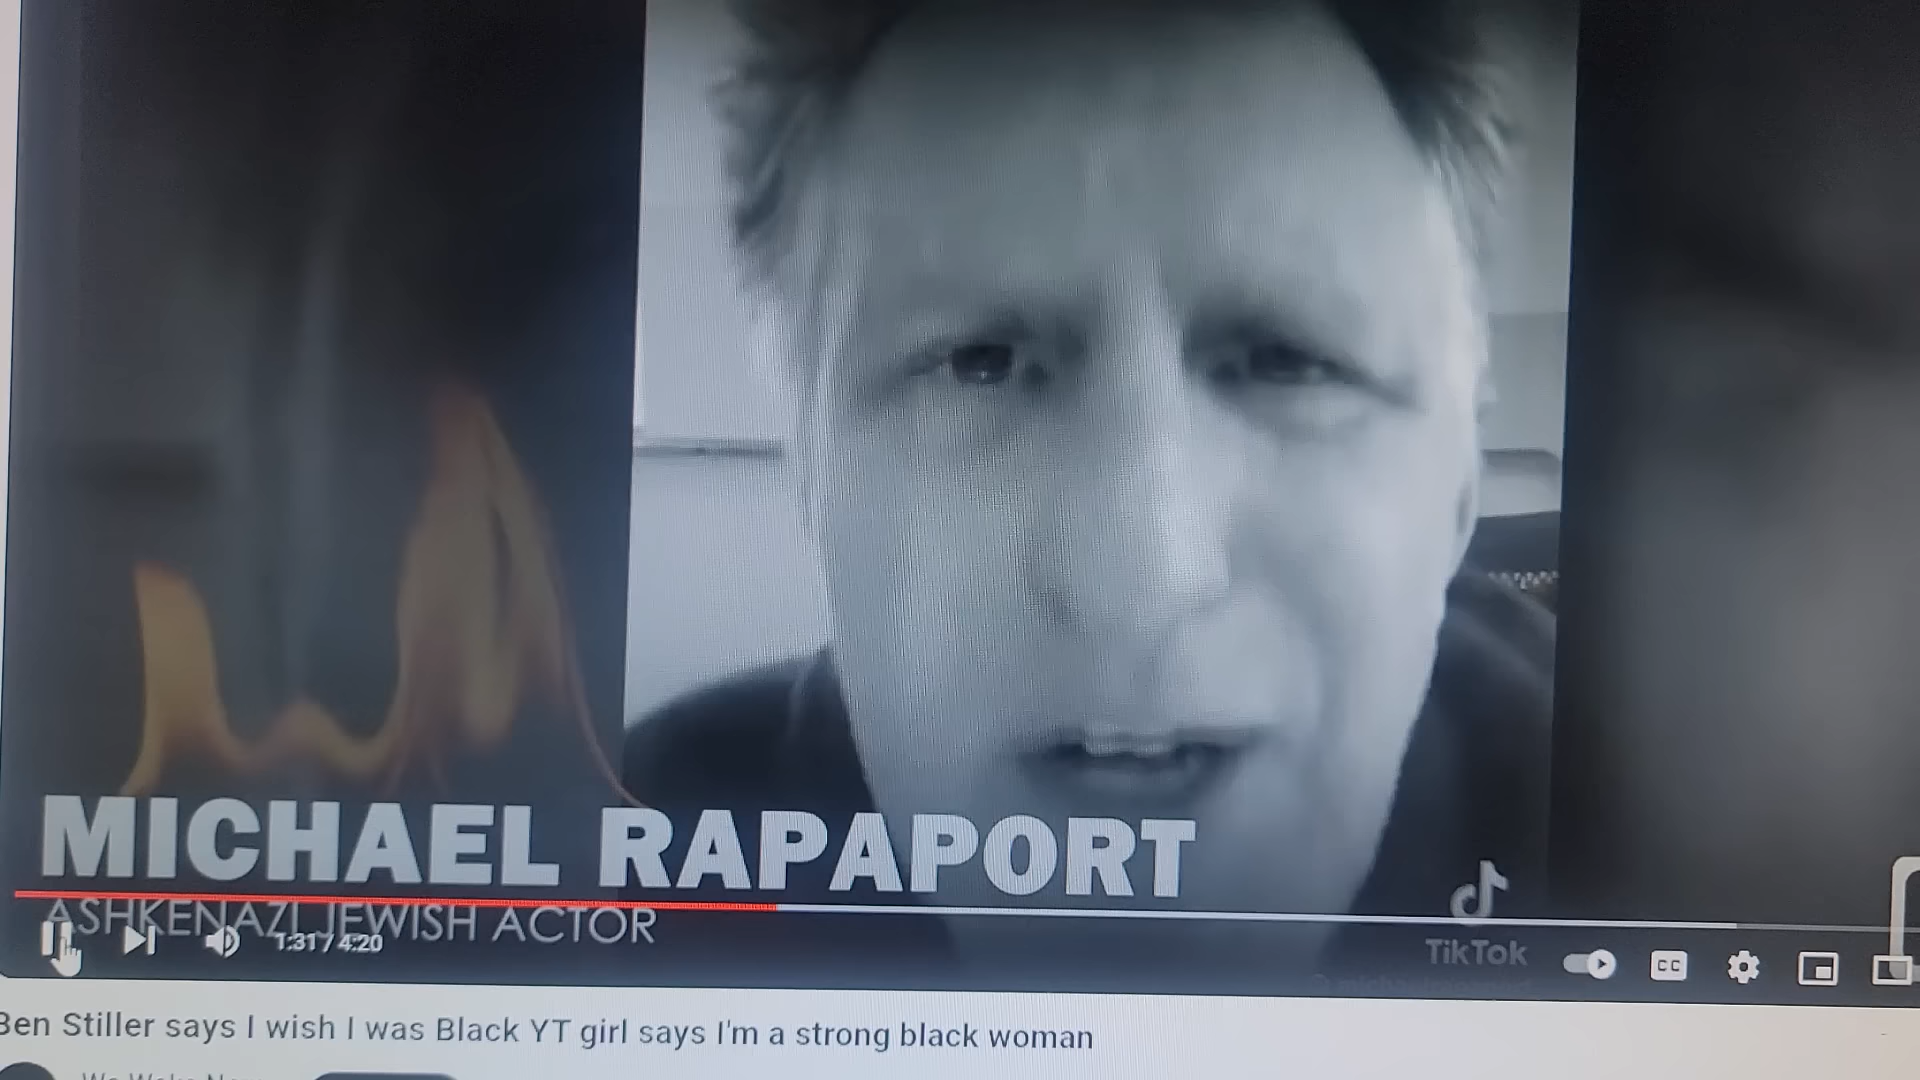 MICHAEL RAPAPORT
ASHKENAZI JEWISH ACTOR
1:31 / 4:20
TikTok
CC
Ben Stiller says I wish I was Black YT girl says I'm a strong black woman